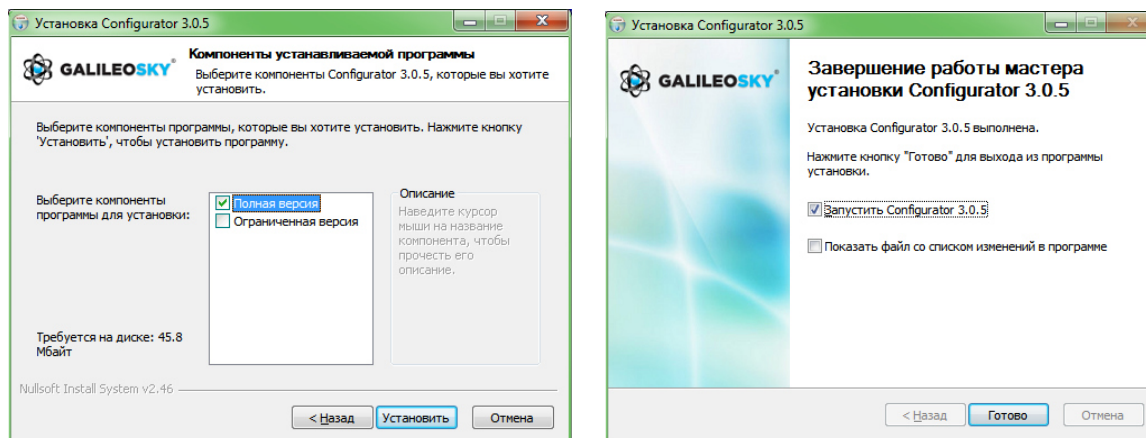 Установка Configurator 3.0.5
GALILEOSKY®
Компоненты устанавливаемой программы
Выберите компоненты Configurator 3.0.5, которые вы хотите
установить.
Выберите компоненты программы, которые вы хотите установить. Нажмите кнопку
'Установить', чтобы установить программу.
Выберите компоненты
программы для установки:
Полная версия
Ограниченная версия
Описание
Наведите курсор
мыши на название
компонента, чтобы
прочесть его
описание.
Требуется на диске: 45.8
Мбайт
Nullsoft Install System v2.46
< Назад
Установить
Отмена
Установка Configurator 3.0.5
GALILEOSKY®
Завершение работы мастера
установки Configurator 3.0.5
Установка Configurator 3.0.5 выполнена.
Нажмите кнопку "Готово" для выхода из программы
установки.
Запустить Configurator 3.0.5
Показать файл со списком изменений в программе
< Назад
Готово
Отмена